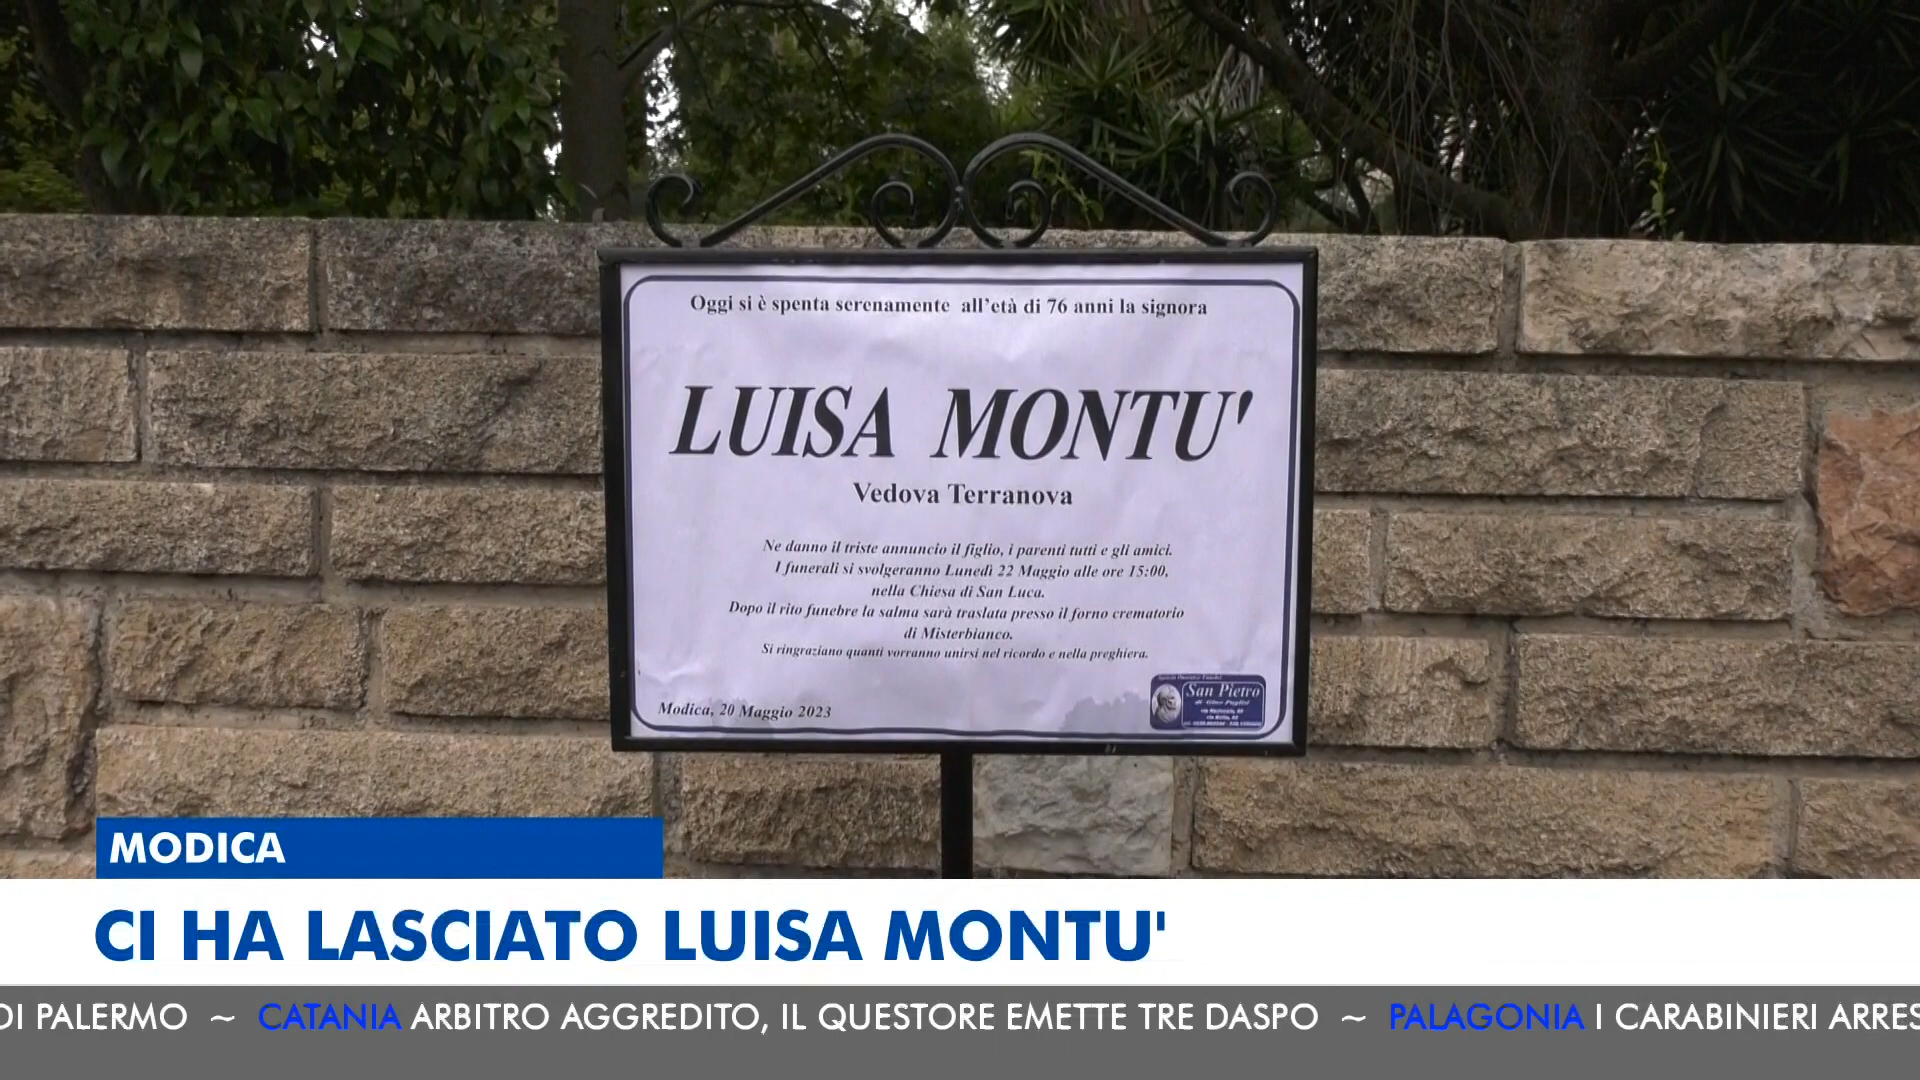 Oggi si è spenta serenamente all'età di 76 anni la signora
LUISA MONTU'
Vedova Terranova
Ne danno il triste annuncio il figlio, i parenti tutti e gli amici.
I funerali si svolgeranno Lunedì 22 Maggio alle ore 15:00,
nella Chiesa di San Luca.
Dopo il rito funebre la salma sarà traslata presso il forno crematorio
di Misterbianco.
Si ringraziano quanti vorranno unirsi nel ricordo e nella preghiera.
San Pietro
di Gino Puglisi
Modica, 20 Maggio 2023
MODICA
CI HA LASCIATO LUISA MONTU'
DI PALERMO ~ CATANIA ARBITRO AGGREDITO, IL QUESTORE EMETTE TRE DASPO ~ PALAGONIA I CARABINIERI ARRES